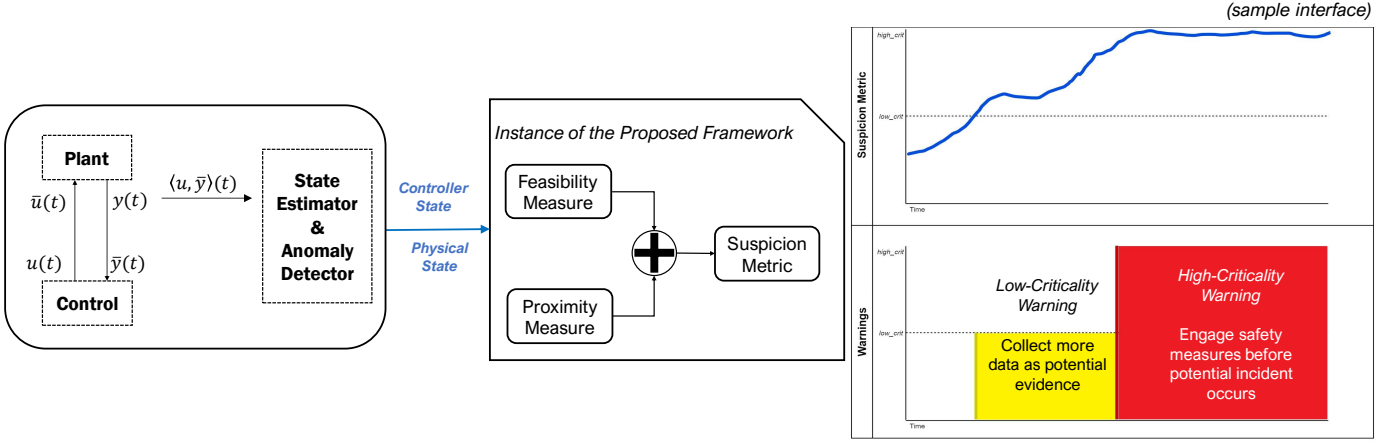 (sample interface)
Plant
ū(t)
y(t)
u(t)
ȳ(t)
Control
⟨u, ȳ⟩(t)
State
Estimator
&
Anomaly
Detector
Controller
State
Physical
State
Instance of the Proposed Framework
Feasibility
Measure
Proximity
Measure
Suspicion
Metric
Suspicion Metric
high_crit
low_crit
Time
Warnings
high_crit
low_crit
Time
Low-Criticality
Warning
Collect more
data as potential
evidence
High-Criticality
Warning
Engage safety
measures before
potential incident
occurs